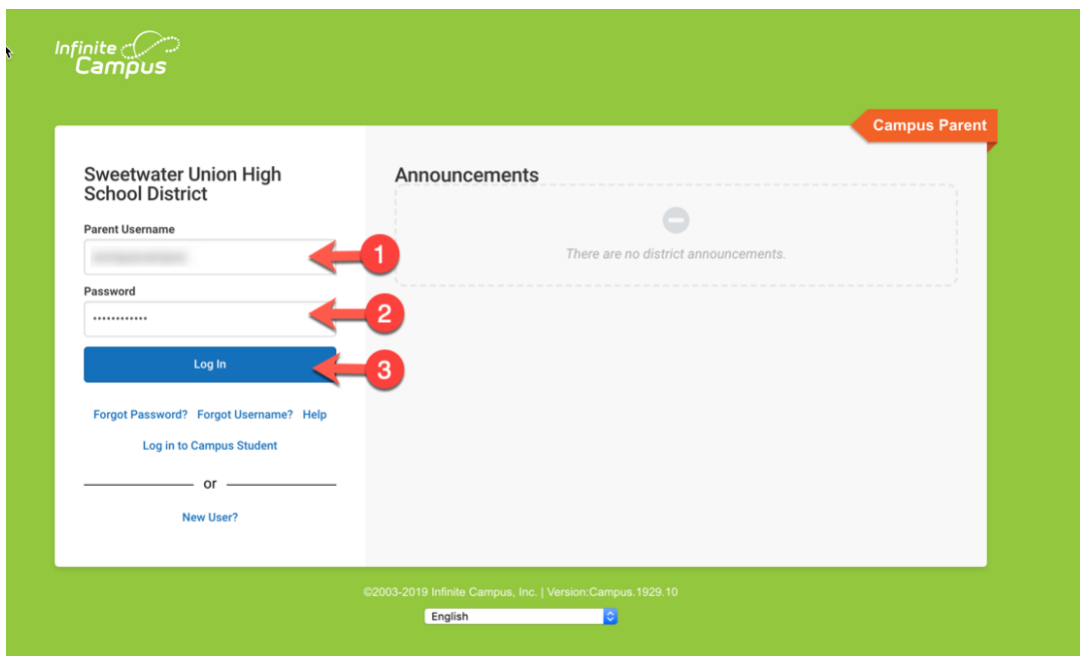 Infinite
Campus
Campus Parent
Sweetwater Union High
School District
Parent Username
1
Password
............
2
Log In
3
Forgot Password? Forgot Username? Help
Log in to Campus Student
or
New User?
Announcements
There are no district announcements.
©2003-2019 Infinite Campus, Inc. | Version:Campus.1929.10
English